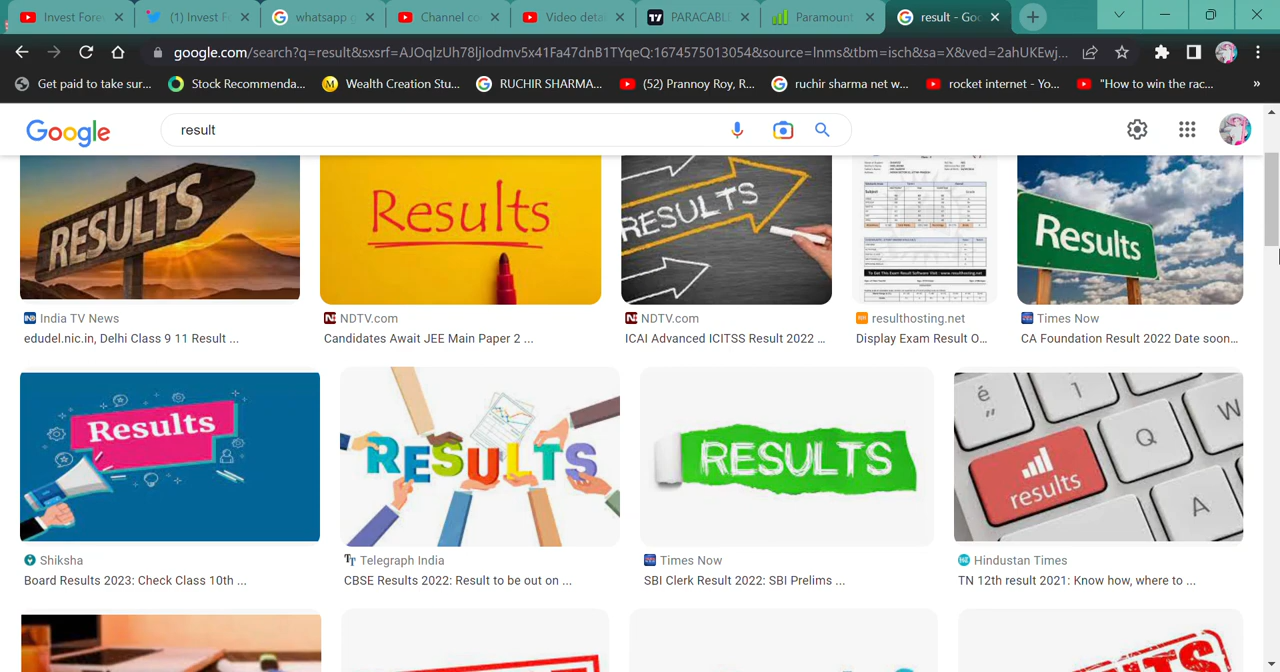 Invest Fore
(1) Invest F
whatsapp g
Channel co
Video deta
PARACABL
Paramount
result - Goo
google.com/search?q=result&sxsrf=AJOqlzUh78ljIodmv5x41Fa47dnB1TYqeQ:1674575013054&source=lnms&tbm=isch&sa=X&ved=2ahUKEwj...
Get paid to take sur...
Stock Recommenda...
Wealth Creation Stu...
RUCHIR SHARMA...
(52) Prannoy Roy, R...
ruchir sharma net w...
rocket internet - Yo...
"How to win the rac...
»
Google
result
RESULTS
Results
RESULTS
Results
India TV News
NDTV.com
NDTV.com
resulthosting.net
Times Now
edudel.nic.in, Delhi Class 9 11 Result ...
Candidates Await JEE Main Paper 2 ...
ICAI Advanced ICITSS Result 2022 ...
Display Exam Result O...
CA Foundation Result 2022 Date soon...
Results
RESULTS
RESULTS
é 1 W
Q
results
A
Shiksha
Telegraph India
Times Now
Hindustan Times
Board Results 2023: Check Class 10th ...
CBSE Results 2022: Result to be out on ...
SBI Clerk Result 2022: SBI Prelims ...
TN 12th result 2021: Know how, where to ...